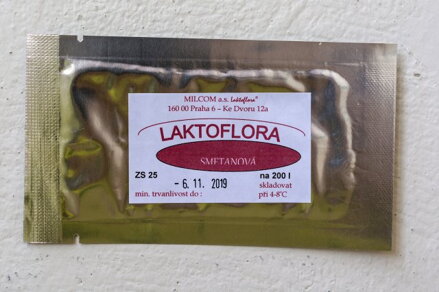 MILCOM a.s. Laktoflora®
160 00 Praha 6 – Ke Dvoru 12a
LAKTOFLORA
SMETANOVÁ
ZS 25 - 6. 11. 2019 na 200 l
min. trvanlivost do : skladovat
při 4-8°C